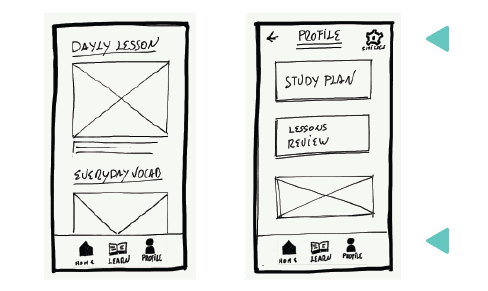 DAYLY LESSON
EVERYDAY VOCAB
HOME LEARN PROFILE
PROFILE
SETTINGS
STUDY PLAN
LESSONS
REVIEW
HOME LEARN PROFILE